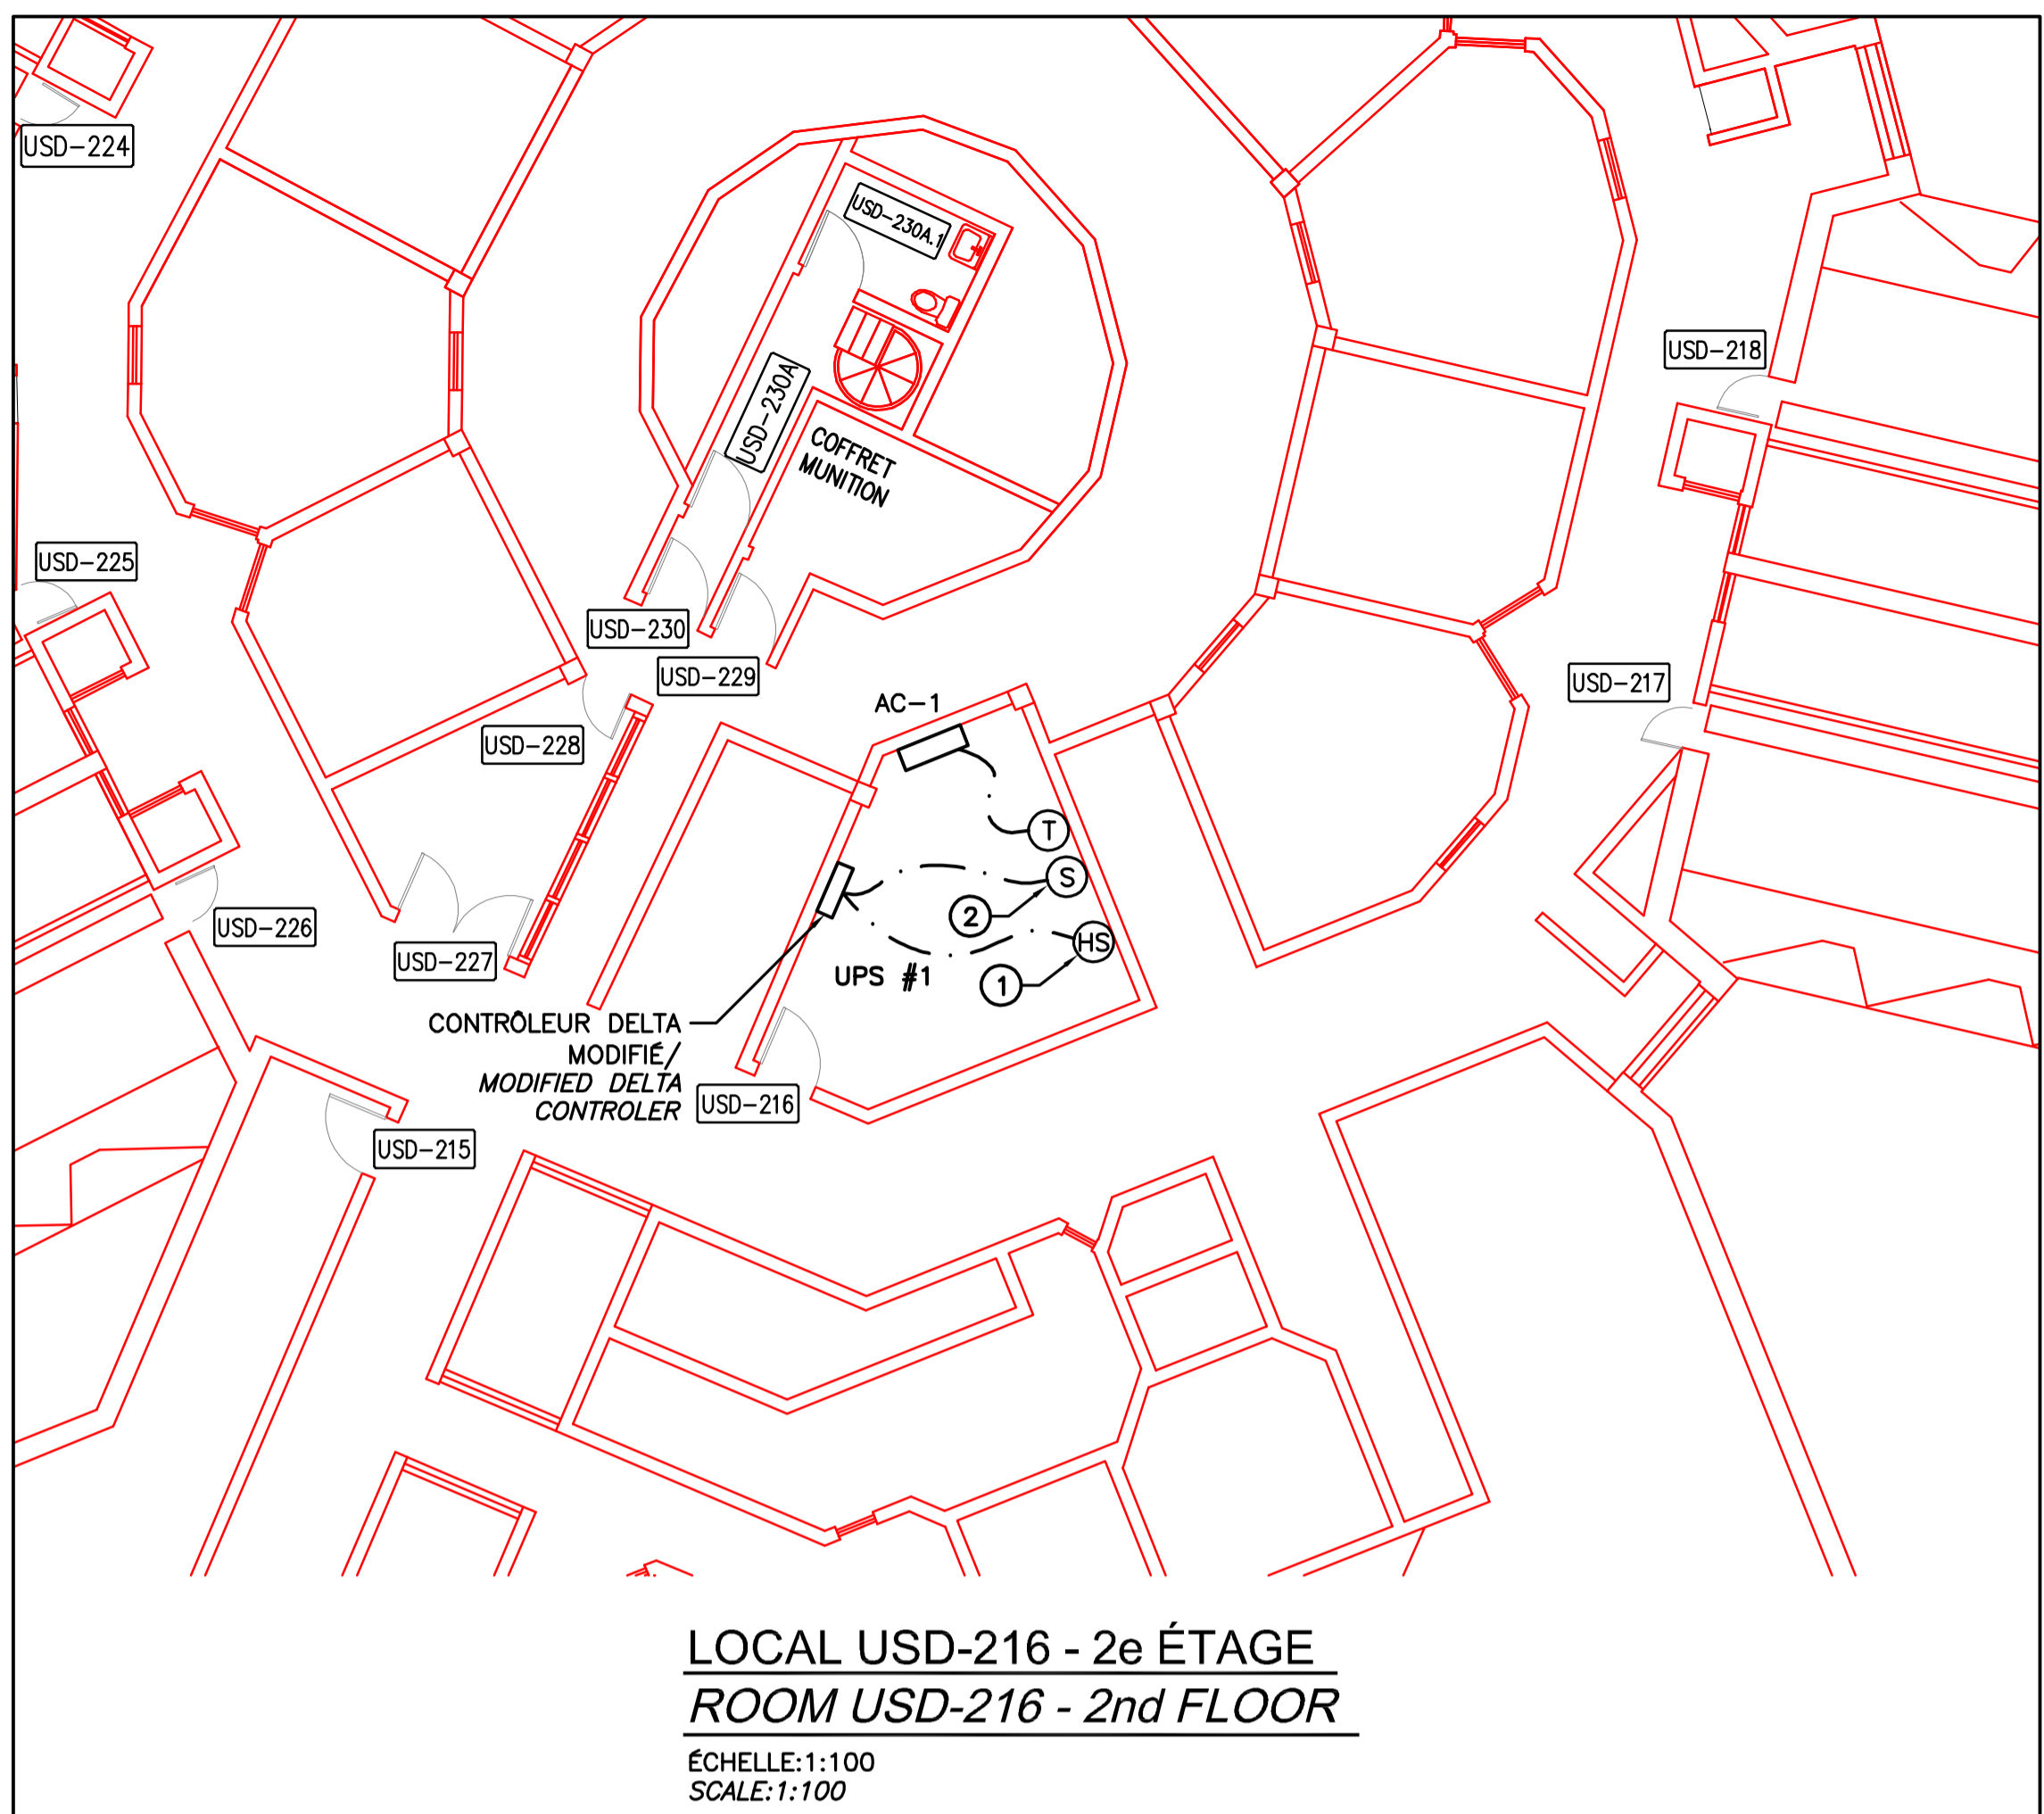 USD-224
USD-230A.1
USD-218
USD-230A
COFFRET
MUNITION
USD-225
USD-230
USD-229
USD-217
AC-1
USD-228
T
S
2
USD-226
HS
USD-227
UPS #1
1
CONTRÔLEUR DELTA
MODIFIÉ/
MODIFIED DELTA
CONTROLER
USD-216
USD-215
LOCAL USD-216 - 2e ÉTAGE
ROOM USD-216 - 2nd FLOOR
ÉCHELLE:1:100
SCALE:1:100